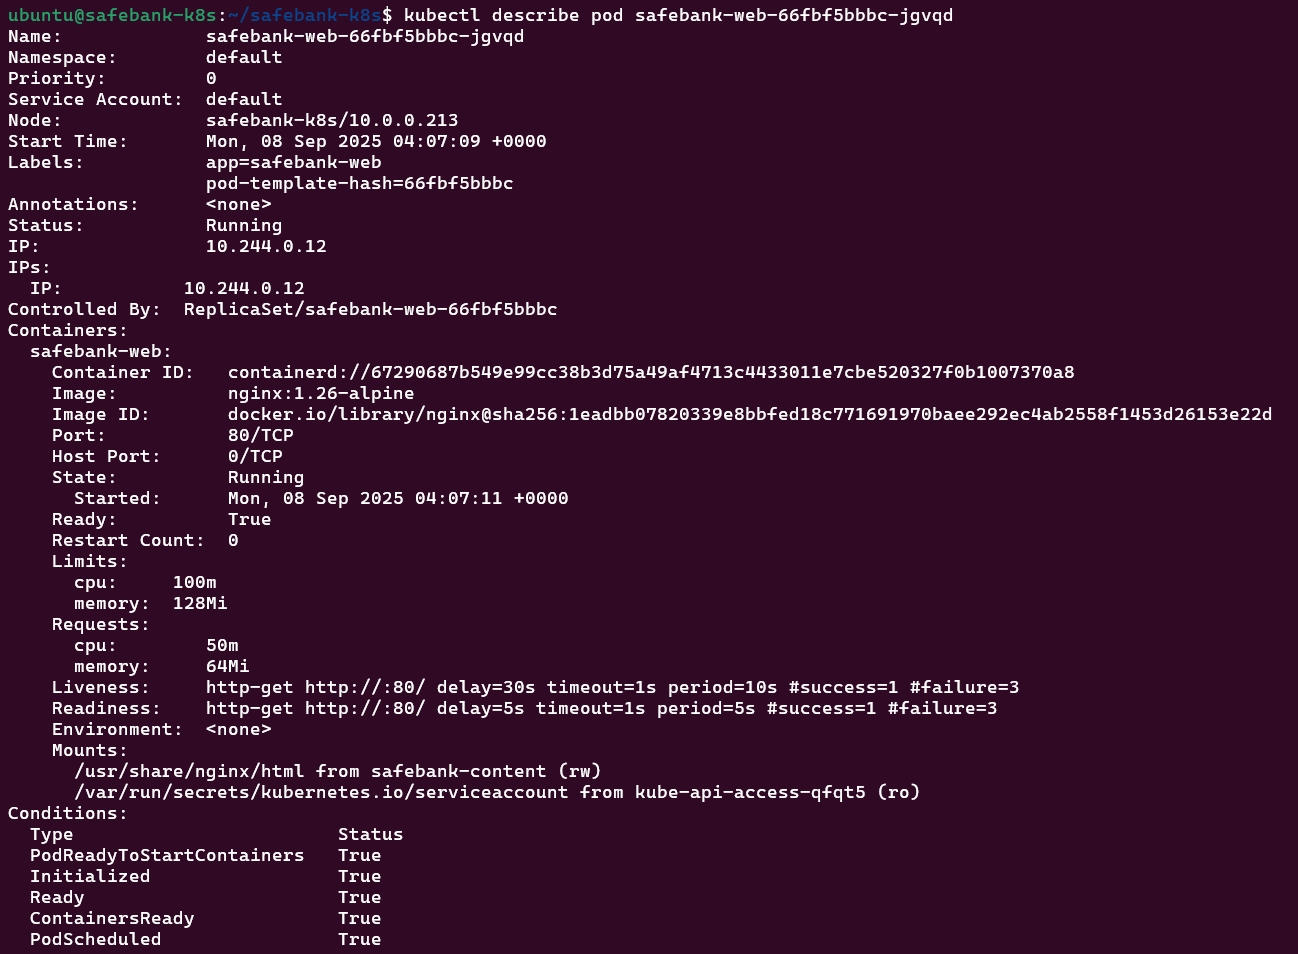 ubuntu@safebank-k8s:~/safebank-k8s$ kubectl describe pod safebank-web-66fbf5bbbc-jgvqd
Name:             safebank-web-66fbf5bbbc-jgvqd
Namespace:        default
Priority:         0
Service Account:  default
Node:             safebank-k8s/10.0.0.213
Start Time:       Mon, 08 Sep 2025 04:07:09 +0000
Labels:           app=safebank-web
                  pod-template-hash=66fbf5bbbc
Annotations:      <none>
Status:           Running
IP:               10.244.0.12
IPs:
  IP:           10.244.0.12
Controlled By:  ReplicaSet/safebank-web-66fbf5bbbc
Containers:
  safebank-web:
    Container ID:   containerd://67290687b549e99cc38b3d75a49af4713c4433011e7cbe520327f0b1007370a8
    Image:          nginx:1.26-alpine
    Image ID:       docker.io/library/nginx@sha256:1eadbb07820339e8bbfed18c771691970baee292ec4ab2558f1453d26153e22d
    Port:           80/TCP
    Host Port:      0/TCP
    State:          Running
      Started:      Mon, 08 Sep 2025 04:07:11 +0000
    Ready:          True
    Restart Count:  0
    Limits:
      cpu:     100m
      memory:  128Mi
    Requests:
      cpu:        50m
      memory:     64Mi
    Liveness:     http-get http://:80/ delay=30s timeout=1s period=10s #success=1 #failure=3
    Readiness:    http-get http://:80/ delay=5s timeout=1s period=5s #success=1 #failure=3
    Environment:  <none>
    Mounts:
      /usr/share/nginx/html from safebank-content (rw)
      /var/run/secrets/kubernetes.io/serviceaccount from kube-api-access-qfqt5 (ro)
Conditions:
  Type                        Status
  PodReadyToStartContainers   True
  Initialized                 True
  Ready                       True
  ContainersReady             True
  PodScheduled                True